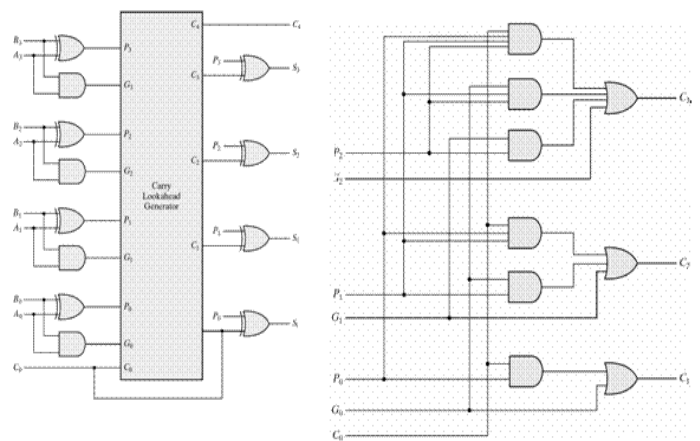 B3
A3
P3
G3
C4
C4
P3
C3
S3
B2
A2
P2
G2
P2
C2
S2
Carry
Lookahead
Generator
B1
A1
P1
G1
P1
C1
S1
B0
A0
P0
G0
P0
C0
C0
C3,
P2
G2
P1
G1
C2
P0
G0
C0
C1